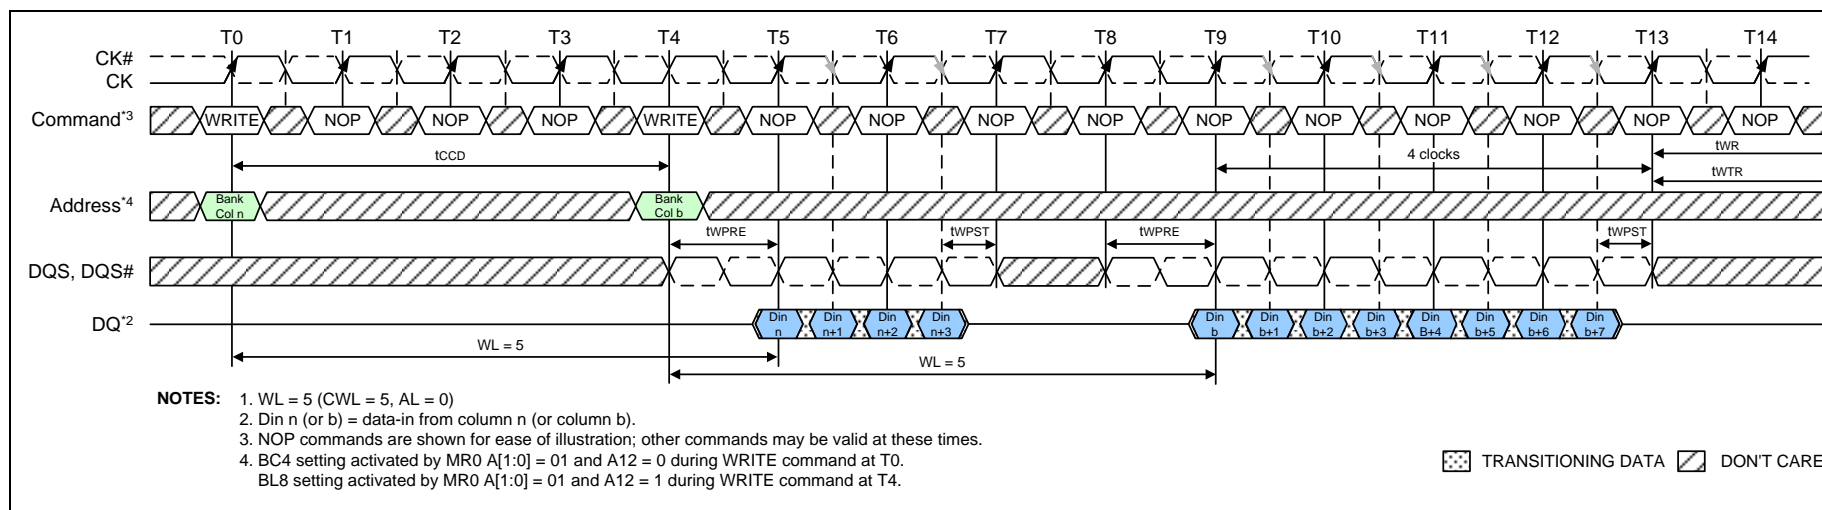 T0 T1 T2 T3 T4 T5 T6 T7 T8 T9 T10 T11 T12 T13 T14
CK#
CK
Command*3 WRITE NOP NOP NOP WRITE NOP NOP NOP NOP NOP NOP NOP NOP NOP NOP
tCCD 4 clocks tWR
tWTR
Address*4 Bank Col n Bank Col b
tWPRE tWPST tWPRE tWPST
DQS, DQS#
DQ*2 Din n Din n+1 Din n+2 Din n+3 Din b Din b+1 Din b+2 Din b+3 Din B+4 Din b+5 Din b+6 Din b+7
WL = 5
WL = 5
NOTES: 1. WL = 5 (CWL = 5, AL = 0)
2. Din n (or b) = data-in from column n (or column b).
3. NOP commands are shown for ease of illustration; other commands may be valid at these times.
4. BC4 setting activated by MR0 A[1:0] = 01 and A12 = 0 during WRITE command at T0.
BL8 setting activated by MR0 A[1:0] = 01 and A12 = 1 during WRITE command at T4.
TRANSITIONING DATA DON'T CARE